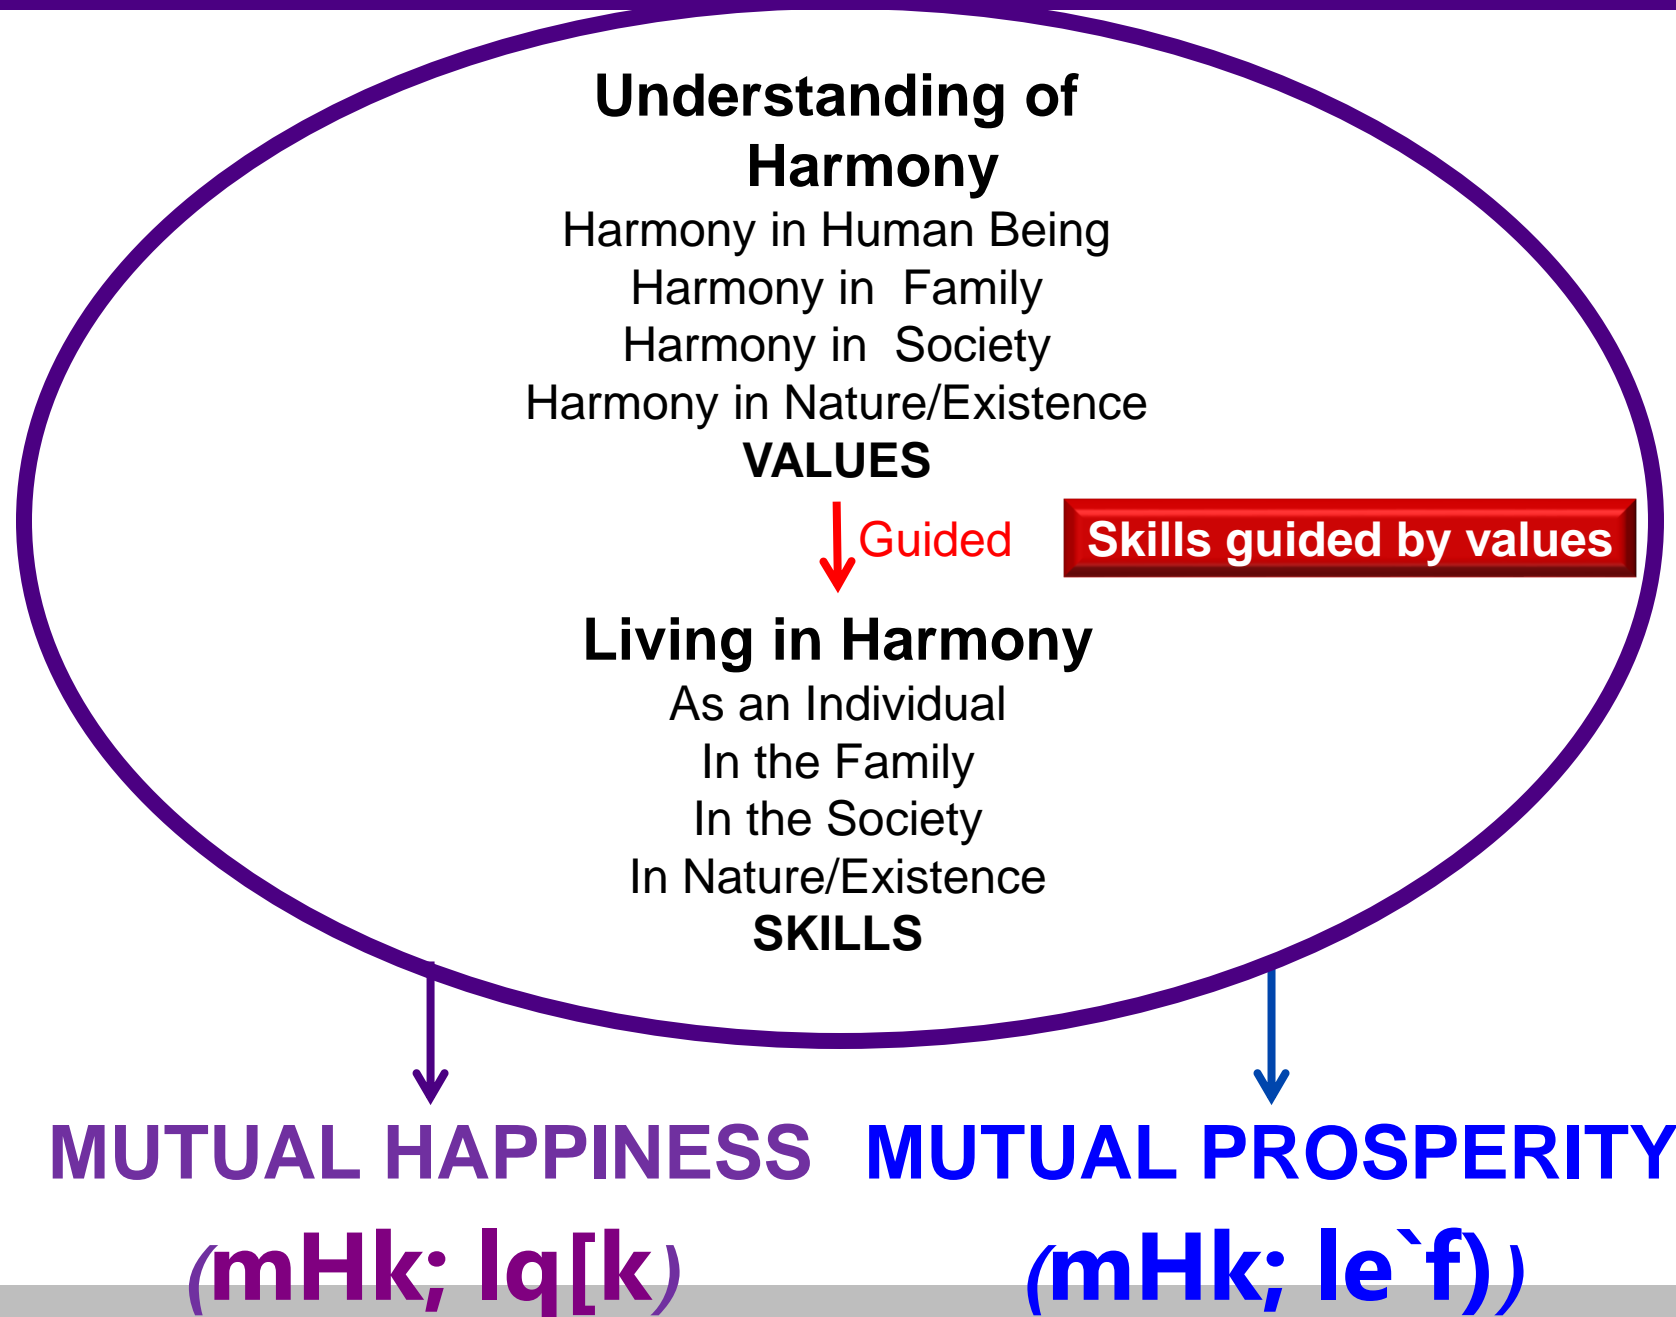 Understanding of
Harmony
Harmony in Human Being
Harmony in  Family
Harmony in  Society
Harmony in Nature/Existence
VALUES
Guided
Skills guided by values
Living in Harmony
As an Individual
In the Family
In the Society
In Nature/Existence
SKILLS
MUTUAL HAPPINESS MUTUAL PROSPERITY
(mHk; lq[k) (mHk; le`f))